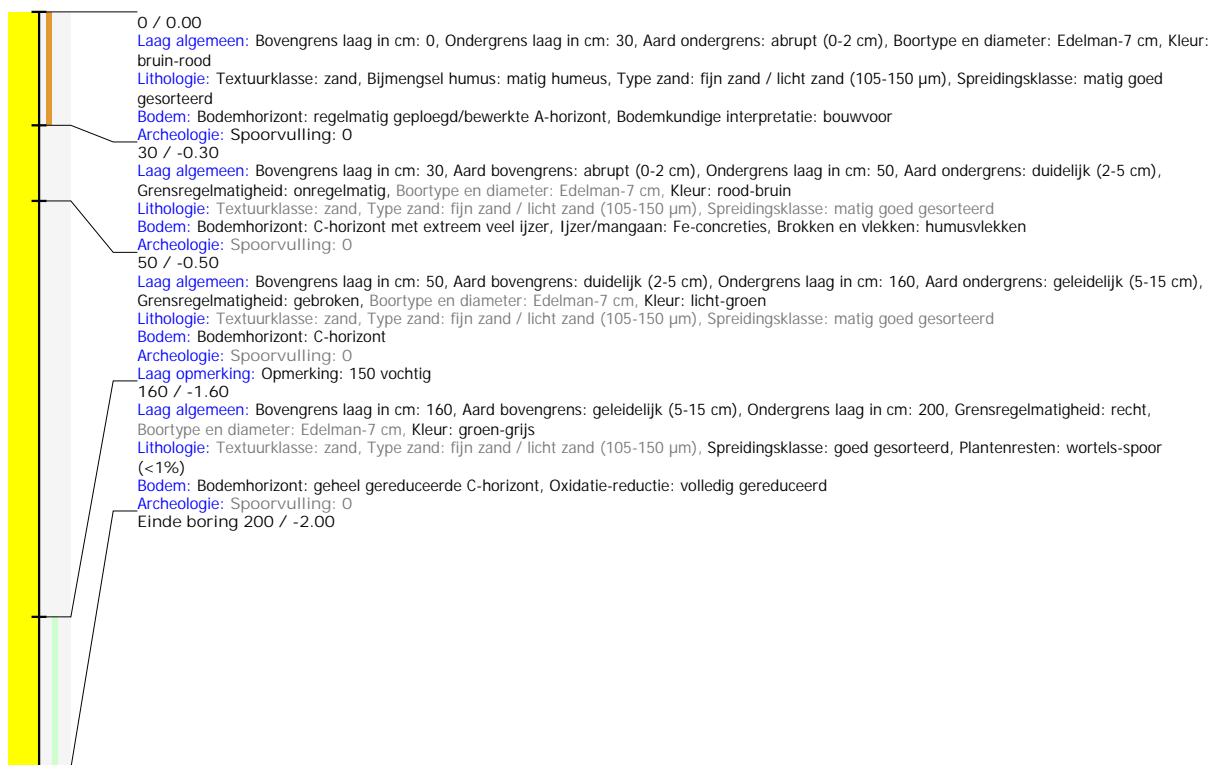 0 / 0.00
Laag algemeen: Bovengrens laag in cm: 0, Ondergrens laag in cm: 30, Aard ondergrens: abrupt (0-2 cm), Boortype en diameter: Edelman-7 cm, Kleur:
bruin-rood
Lithologie: Textuurklasse: zand, Bijmengsel humus: matig humeus, Type zand: fijn zand / licht zand (105-150 µm), Spreidingsklasse: matig goed
gesorteerd
Bodem: Bodemhorizont: regelmatig geploegd/bewerkte A-horizont, Bodemkundige interpretatie: bouwvoor
Archeologie: Spoorvulling: 0
30 / -0.30
Laag algemeen: Bovengrens laag in cm: 30, Aard bovengrens: abrupt (0-2 cm), Ondergrens laag in cm: 50, Aard ondergrens: duidelijk (2-5 cm),
Grensregelmatigheid: onregelmatig, Boortype en diameter: Edelman-7 cm, Kleur: rood-bruin
Lithologie: Textuurklasse: zand, Type zand: fijn zand / licht zand (105-150 µm), Spreidingsklasse: matig goed gesorteerd
Bodem: Bodemhorizont: C-horizont met extreem veel ijzer, Ijzer/mangaan: Fe-concreties, Brokken en vlekken: humusvlekken
Archeologie: Spoorvulling: 0
50 / -0.50
Laag algemeen: Bovengrens laag in cm: 50, Aard bovengrens: duidelijk (2-5 cm), Ondergrens laag in cm: 160, Aard ondergrens: geleidelijk (5-15 cm),
Grensregelmatigheid: gebroken, Boortype en diameter: Edelman-7 cm, Kleur: licht-groen
Lithologie: Textuurklasse: zand, Type zand: fijn zand / licht zand (105-150 µm), Spreidingsklasse: matig goed gesorteerd
Bodem: Bodemhorizont: C-horizont
Archeologie: Spoorvulling: 0
Laag opmerking: Opmerking: 150 vochtig
160 / -1.60
Laag algemeen: Bovengrens laag in cm: 160, Aard bovengrens: geleidelijk (5-15 cm), Ondergrens laag in cm: 200, Grensregelmatigheid: recht,
Boortype en diameter: Edelman-7 cm, Kleur: groen-grijs
Lithologie: Textuurklasse: zand, Type zand: fijn zand / licht zand (105-150 µm), Spreidingsklasse: goed gesorteerd, Plantenresten: wortels-spoor
(<1%)
Bodem: Bodemhorizont: geheel gereduceerde C-horizont, Oxidatie-reductie: volledig gereduceerd
Archeologie: Spoorvulling: 0
Einde boring 200 / -2.00